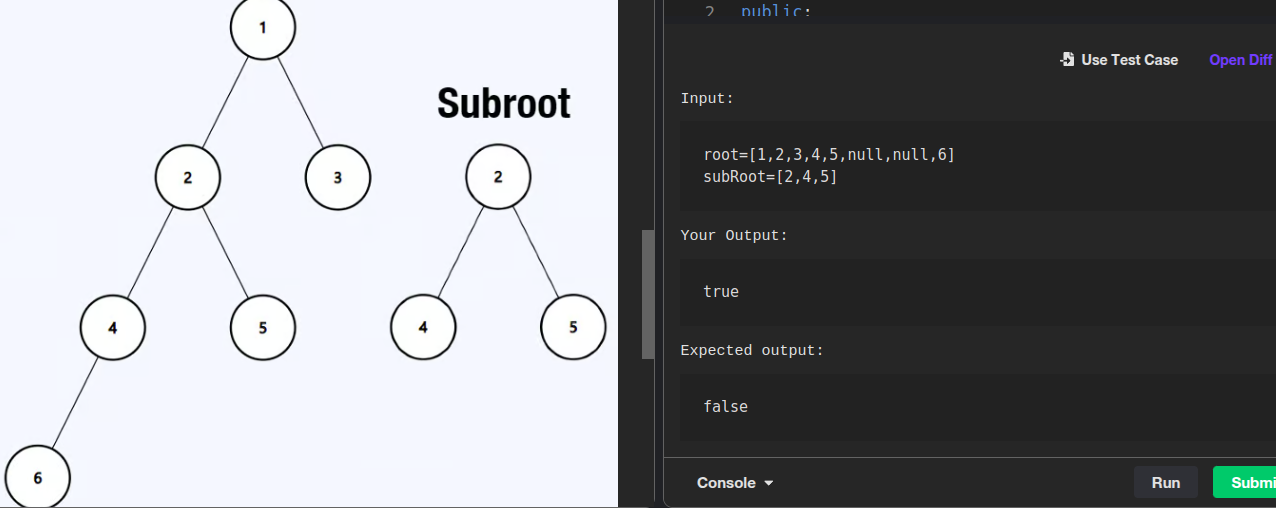 1
Subroot
2
3
2
4
5
4
5
6
2 public:
Use Test Case
Open Diff
Input:
root=[1,2,3,4,5,null,null,6]
subRoot=[2,4,5]
Your Output:
true
Expected output:
false
Console
Run
Submi